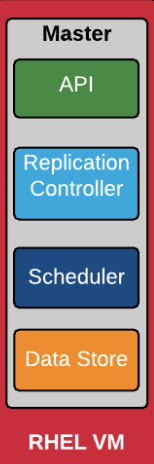 Master
API
Replication
Controller
Scheduler
Data Store
RHEL VM